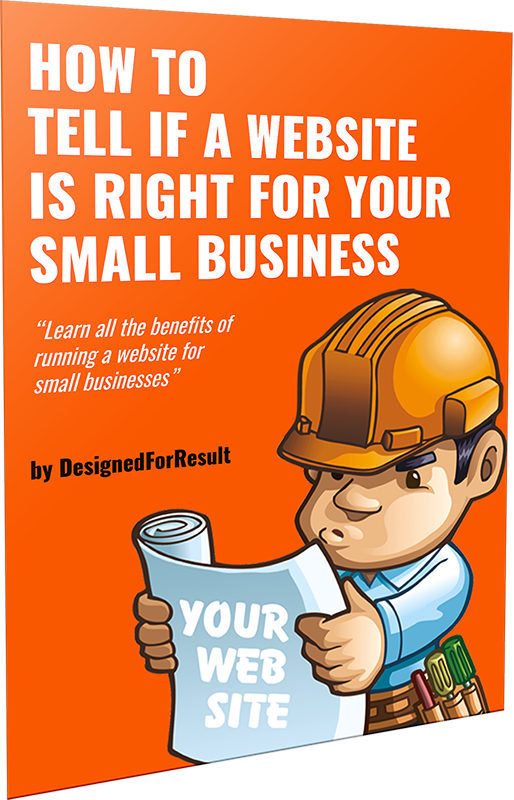 HOW TO
TELL IF A WEBSITE
IS RIGHT FOR YOUR
SMALL BUSINESS
“Learn all the benefits of
running a website for
small businesses”
by DesignedForResult
YOUR
WEB
SITE